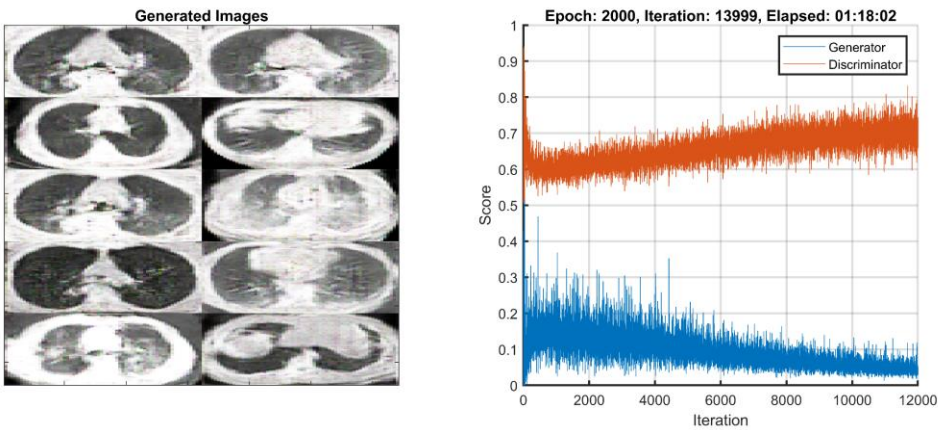 Generated Images
Epoch: 2000, Iteration: 13999, Elapsed: 01:18:02
Generator
Discriminator
1
0.9
0.8
0.7
0.6
0.5
0.4
0.3
0.2
0.1
0
Score
0 2000 4000 6000 8000 10000 12000
Iteration